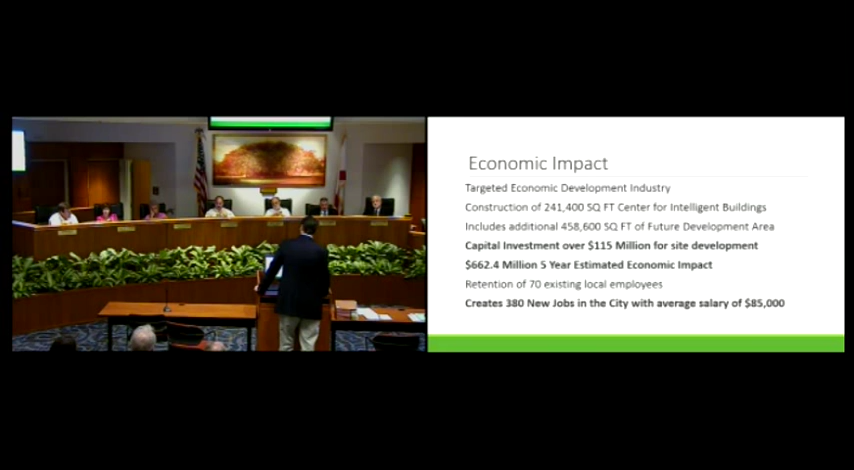 Economic Impact
Targeted Economic Development Industry
Construction of 241,400 SQ FT Center for Intelligent Buildings
Includes additional 458,600 SQ FT of Future Development Area
Capital Investment over $115 Million for site development
$662.4 Million 5 Year Estimated Economic Impact
Retention of 70 existing local employees
Creates 380 New Jobs in the City with average salary of $85,000